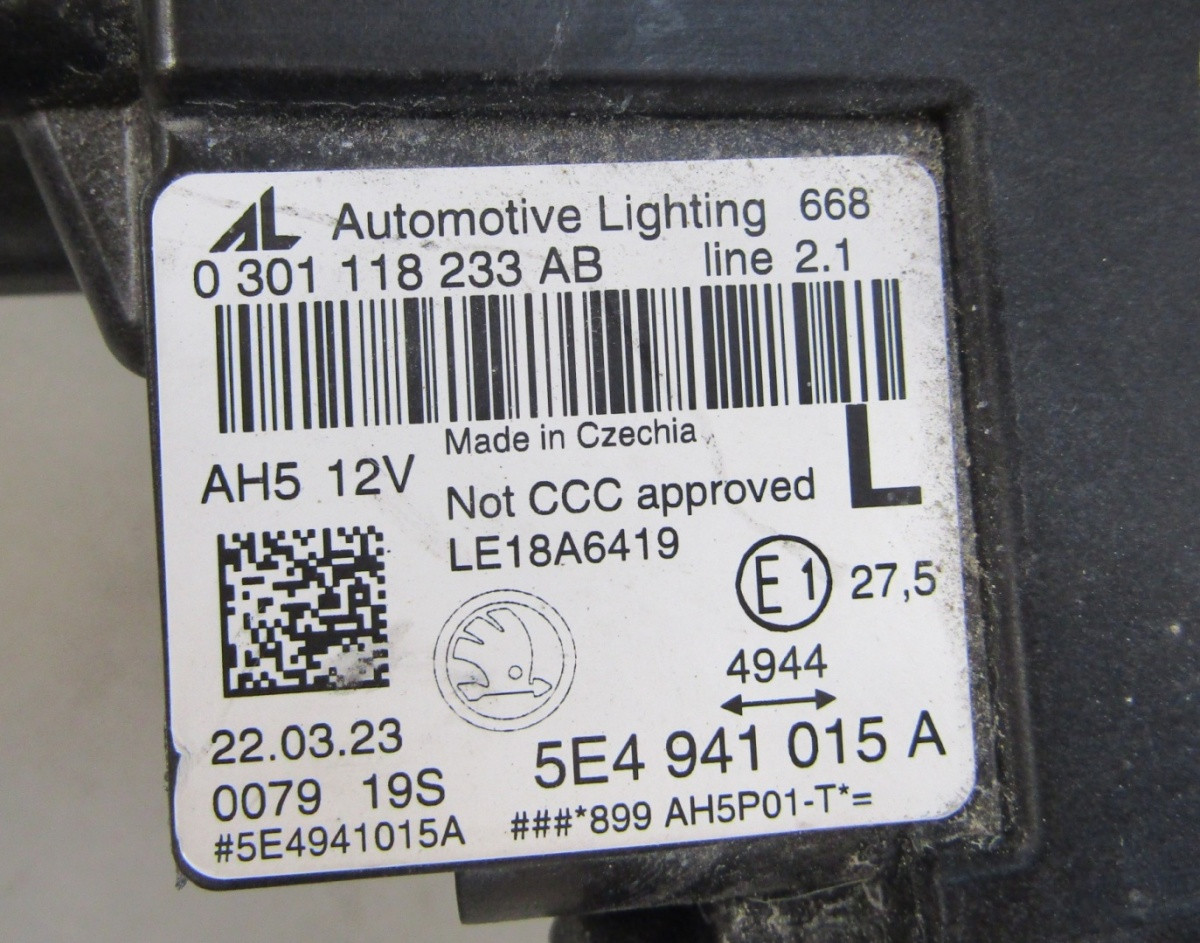 AL Automotive Lighting 668
0 301 118 233 AB line 2.1
Made in Czechia
AH5 12V
L
Not CCC approved
LE18A6419
E1 27,5
4944
22.03.23
5E4 941 015 A
0079 19S
#5E4941015A ###*899 AH5P01-T*=